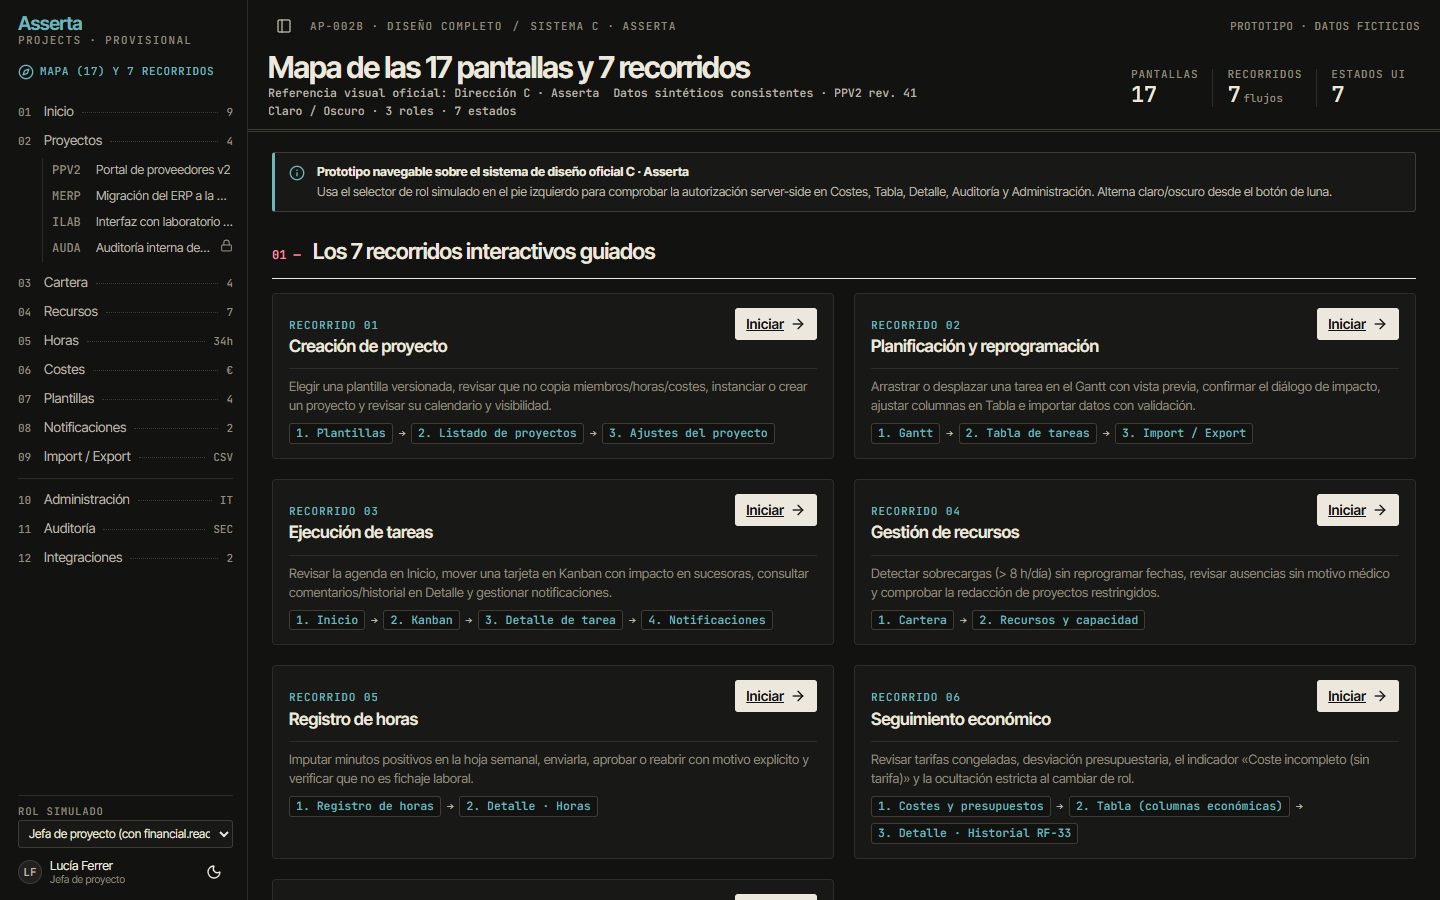 Asserta
PROJECTS · PROVISIONAL
MAPA (17) Y 7 RECORRIDOS
01 Inicio 9
02 Proyectos 4
PPV2 Portal de proveedores v2
MERP Migración del ERP a la ...
ILAB Interfaz con laboratorio ...
AUDA Auditoría interna de...
03 Cartera 4
04 Recursos 7
05 Horas 34h
06 Costes €
07 Plantillas 4
08 Notificaciones 2
09 Import / Export CSV
10 Administración IT
11 Auditoría SEC
12 Integraciones 2
ROL SIMULADO
Jefa de proyecto (con financial.read
LF Lucía Ferrer
Jefa de proyecto
AP-002B · DISEÑO COMPLETO / SISTEMA C · ASSERTA
PROTOTIPO · DATOS FICTICIOS
Mapa de las 17 pantallas y 7 recorridos
Referencia visual oficial: Dirección C · Asserta Datos sintéticos consistentes · PPV2 rev. 41
Claro / Oscuro · 3 roles · 7 estados
PANTALLAS
17
RECORRIDOS
7 flujos
ESTADOS UI
7
Prototipo navegable sobre el sistema de diseño oficial C · Asserta
Usa el selector de rol simulado en el pie izquierdo para comprobar la autorización server-side en Costes, Tabla, Detalle, Auditoría y Administración. Alterna claro/oscuro desde el botón de luna.
01 — Los 7 recorridos interactivos guiados
RECORRIDO 01
Creación de proyecto
Iniciar →
Elegir una plantilla versionada, revisar que no copia miembros/horas/costes, instanciar o crear
un proyecto y revisar su calendario y visibilidad.
1. Plantillas → 2. Listado de proyectos → 3. Ajustes del proyecto
RECORRIDO 02
Planificación y reprogramación
Iniciar →
Arrastrar o desplazar una tarea en el Gantt con vista previa, confirmar el diálogo de impacto,
ajustar columnas en Tabla e importar datos con validación.
1. Gantt → 2. Tabla de tareas → 3. Import / Export
RECORRIDO 03
Ejecución de tareas
Iniciar →
Revisar la agenda en Inicio, mover una tarjeta en Kanban con impacto en sucesoras, consultar
comentarios/historial en Detalle y gestionar notificaciones.
1. Inicio → 2. Kanban → 3. Detalle de tarea → 4. Notificaciones
RECORRIDO 04
Gestión de recursos
Iniciar →
Detectar sobrecargas (> 8 h/día) sin reprogramar fechas, revisar ausencias sin motivo médico
y comprobar la redacción de proyectos restringidos.
1. Cartera → 2. Recursos y capacidad
RECORRIDO 05
Registro de horas
Iniciar →
Imputar minutos positivos en la hoja semanal, enviarla, aprobar o reabrir con motivo explícito y
verificar que no es fichaje laboral.
1. Registro de horas → 2. Detalle · Horas
RECORRIDO 06
Seguimiento económico
Iniciar →
Revisar tarifas congeladas, desviación presupuestaria, el indicador «Coste incompleto (sin
tarifa)» y la ocultación estricta al cambiar de rol.
1. Costes y presupuestos → 2. Tabla (columnas económicas) →
3. Detalle · Historial RF-33